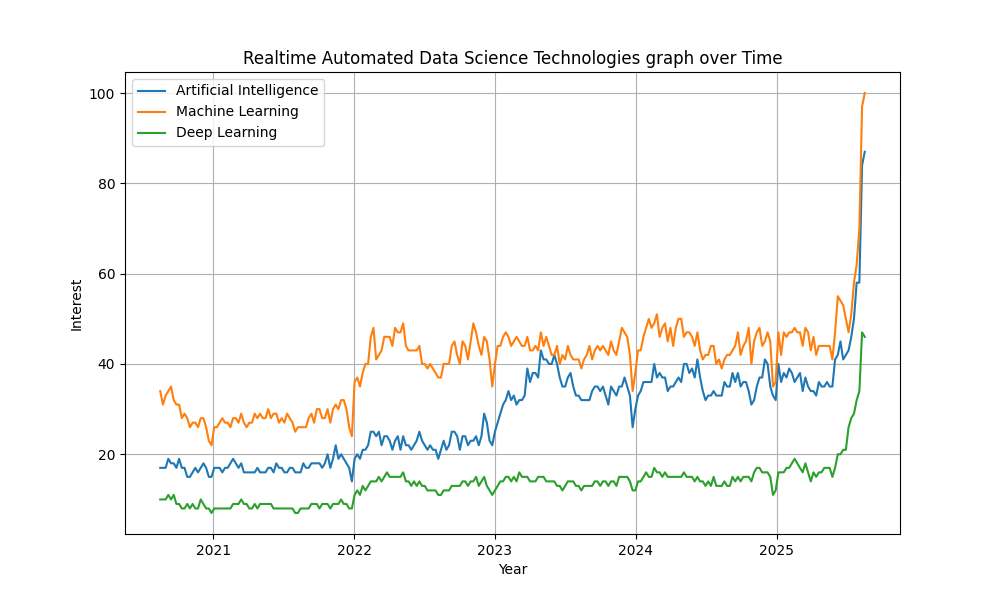 Realtime Automated Data Science Technologies graph over Time
Artificial Intelligence
Machine Learning
Deep Learning
100
80
60
40
20
Interest
2021 2022 2023 2024 2025
Year